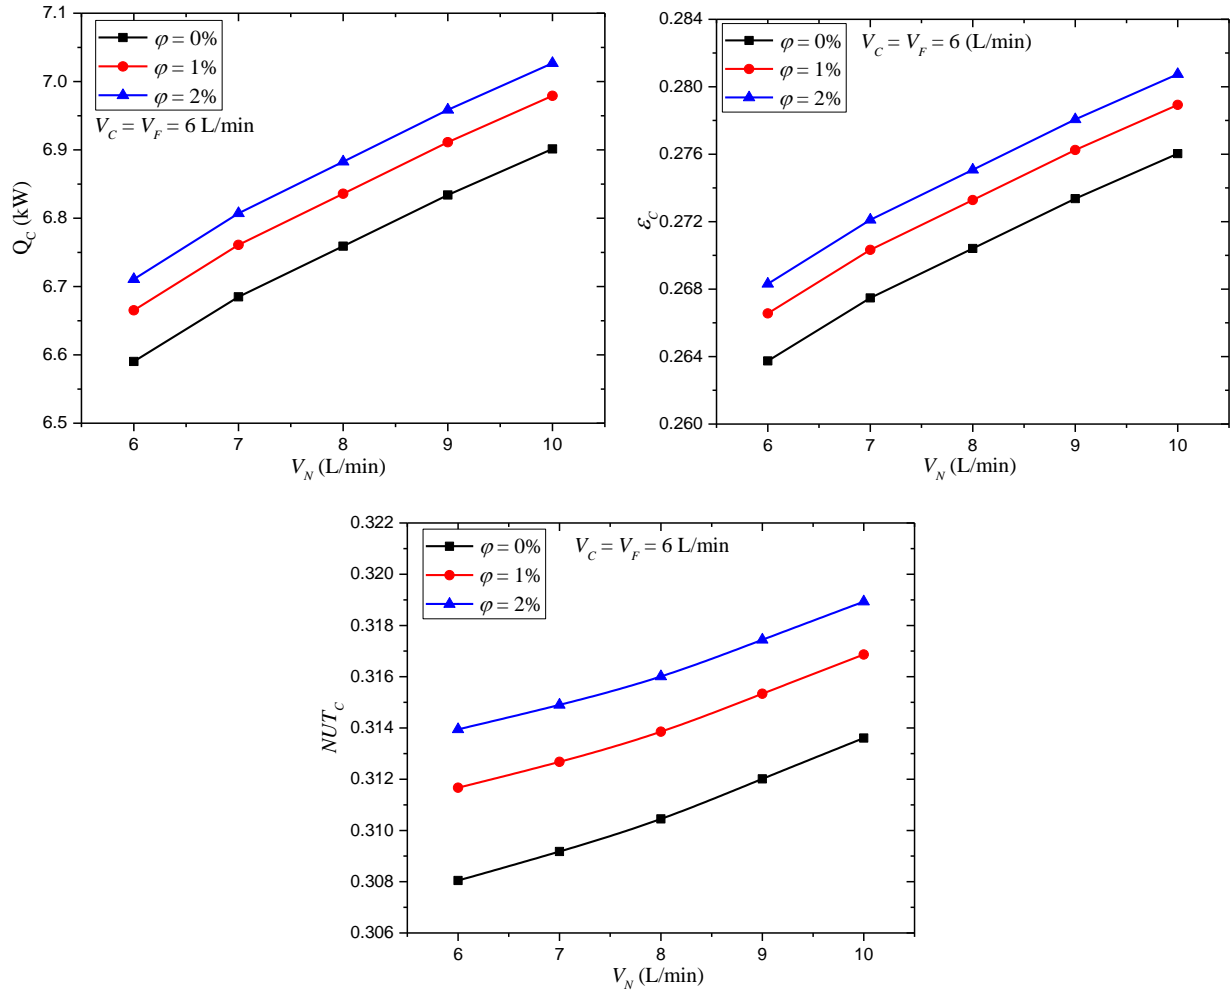 7.1
7.0
6.9
6.8
6.7
6.6
6.5
Q_C (kW)
φ = 0%
φ = 1%
φ = 2%
V_C = V_F = 6 L/min
6 7 8 9 10
V_N (L/min)
0.284
0.280
0.276
0.272
0.268
0.264
0.260
ε_C
φ = 0%
φ = 1%
φ = 2%
V_C = V_F = 6 (L/min)
6 7 8 9 10
V_N (L/min)
0.322
0.320
0.318
0.316
0.314
0.312
0.310
0.308
0.306
NUT_C
φ = 0%
φ = 1%
φ = 2%
V_C = V_F = 6 L/min
6 7 8 9 10
V_N (L/min)